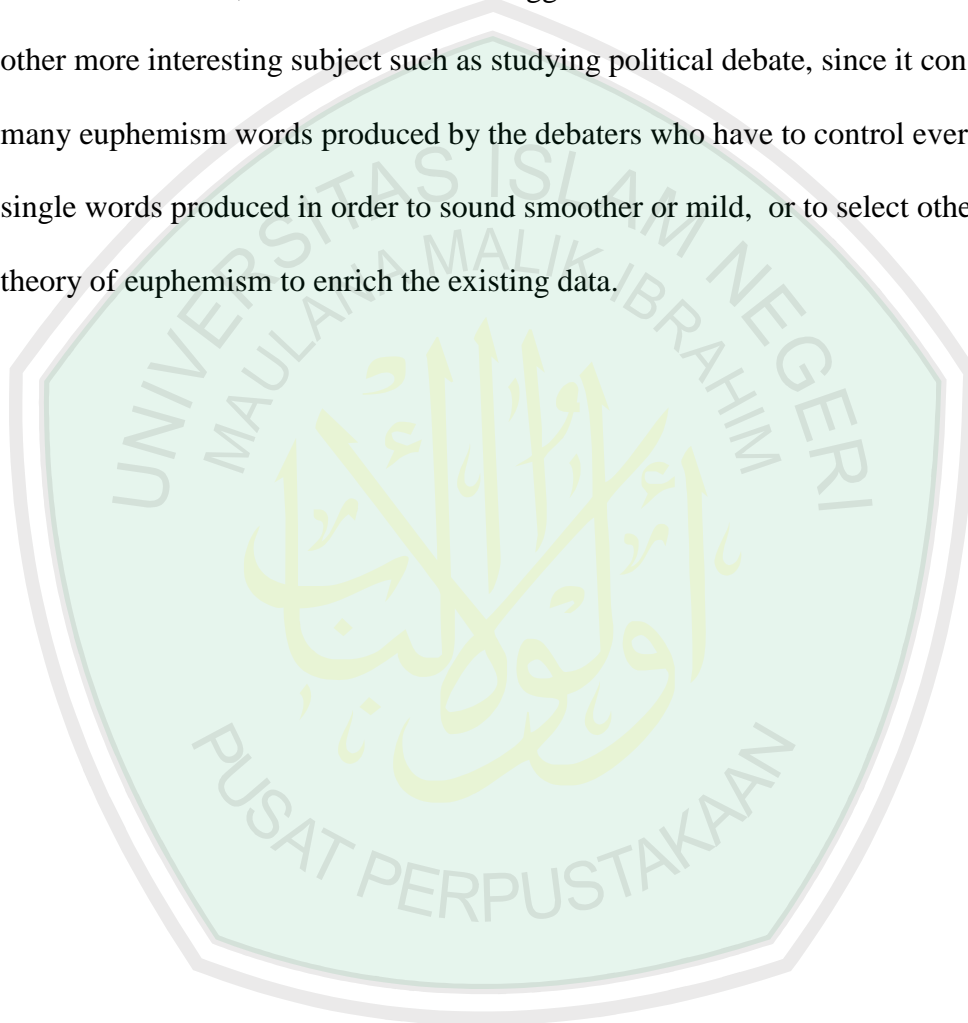 other more interesting subject such as studying political debate, since it con
many euphemism words produced by the debaters who have to control ever
single words produced in order to sound smoother or mild, or to select othe
theory of euphemism to enrich the existing data.
UNIVERSITAS ISLAM NEGERI
MAULANA MALIK IBRAHIM
أولوا الألباب
PUSAT PERPUSTAKAAN